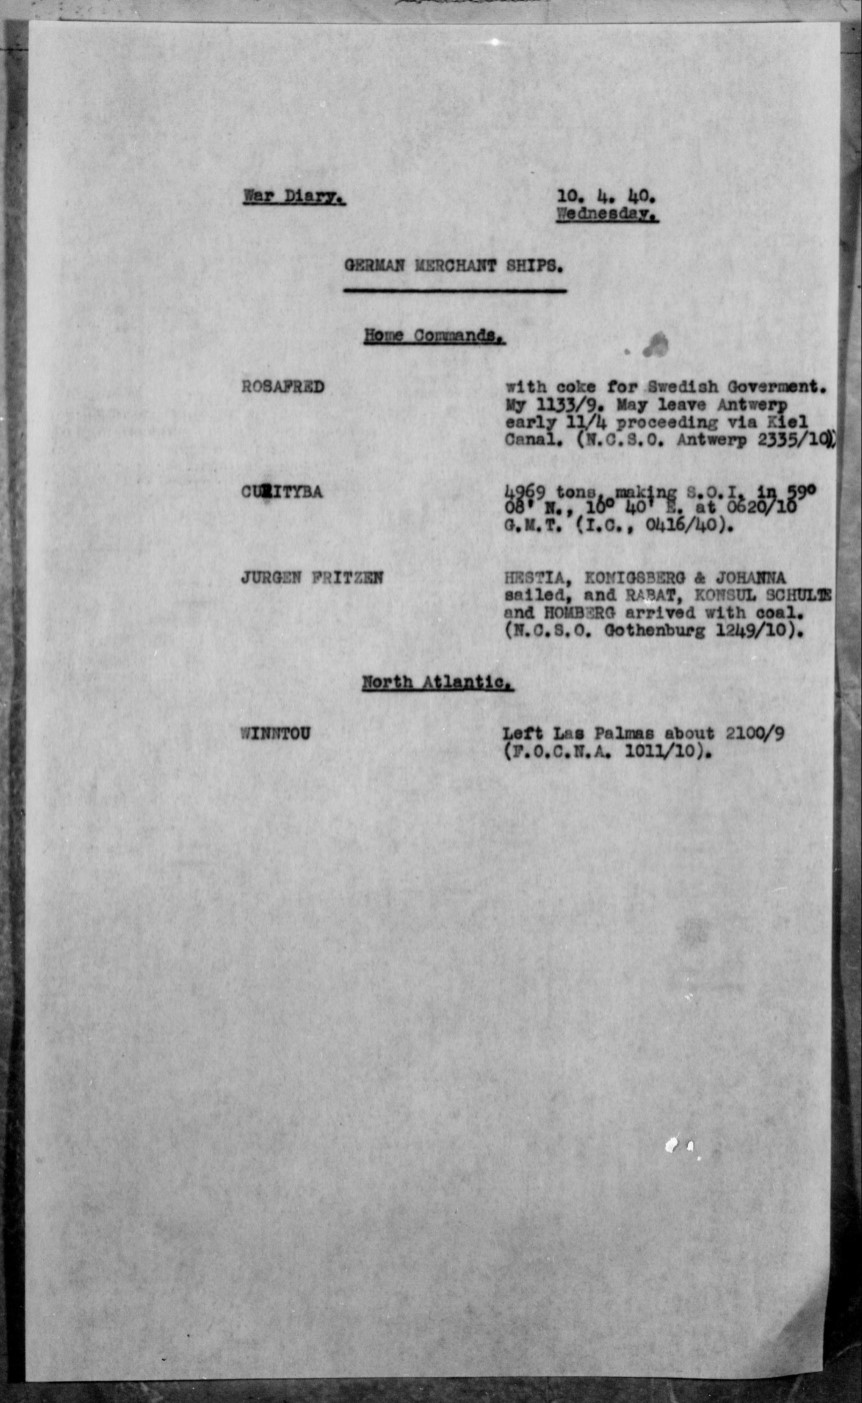 War Diary. 10. 4. 40.
Wednesday.
GERMAN MERCHANT SHIPS.
Home Commands.
ROSAFRED with coke for Swedish Goverment.
My 1133/9. May leave Antwerp
early 11/4 proceeding via Kiel
Canal. (N.C.S.O. Antwerp 2335/10).
CURITYBA 4969 tons, making S.O.I. in 59°
08' N., 10° 40' E. at 0620/10
G.M.T. (I.C., 0416/40).
JURGEN FRITZEN HESTIA, KONIGSBERG & JOHANNA
sailed, and RABAT, KONSUL SCHULTE
and HOMBERG arrived with coal.
(N.C.S.O. Gothenburg 1249/10).
North Atlantic.
WINNTOU Left Las Palmas about 2100/9
(F.O.C.N.A. 1011/10).